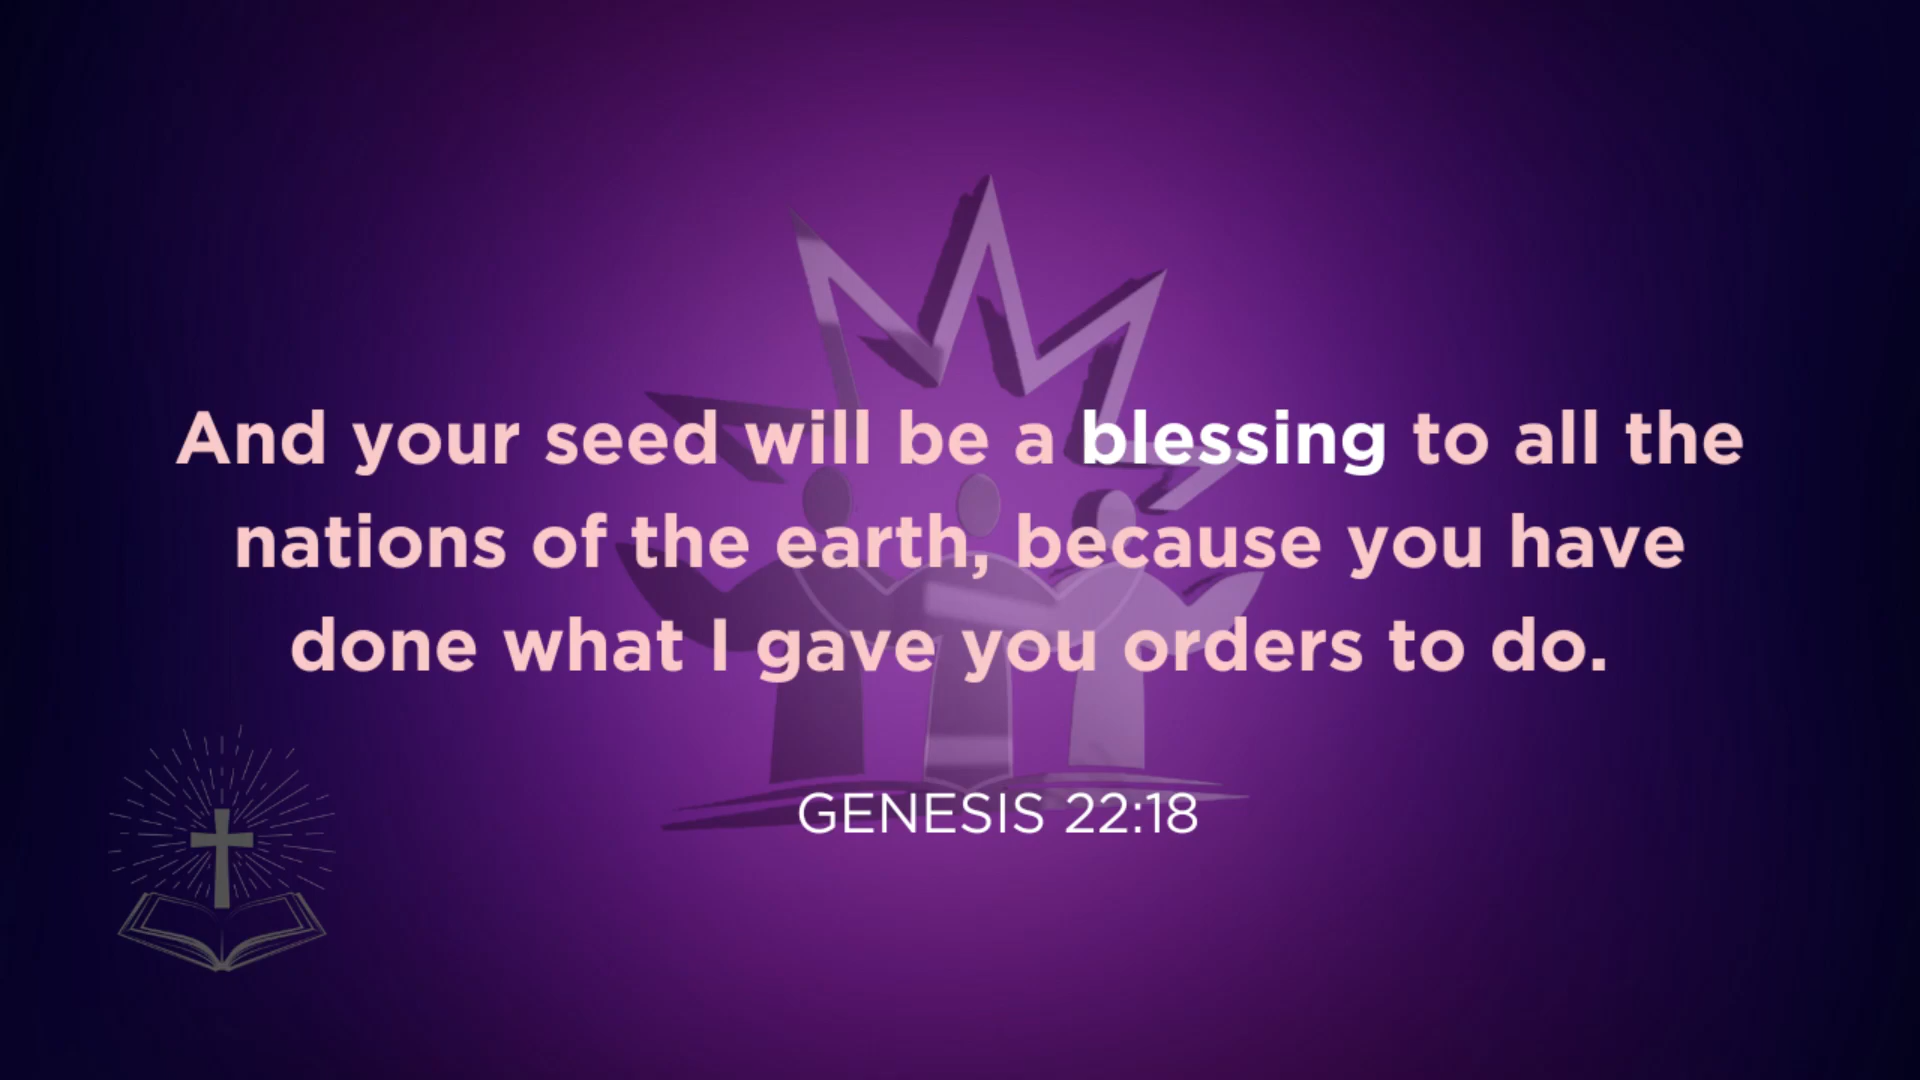 And your seed will be a blessing to all the
nations of the earth, because you have
done what I gave you orders to do.
GENESIS 22:18